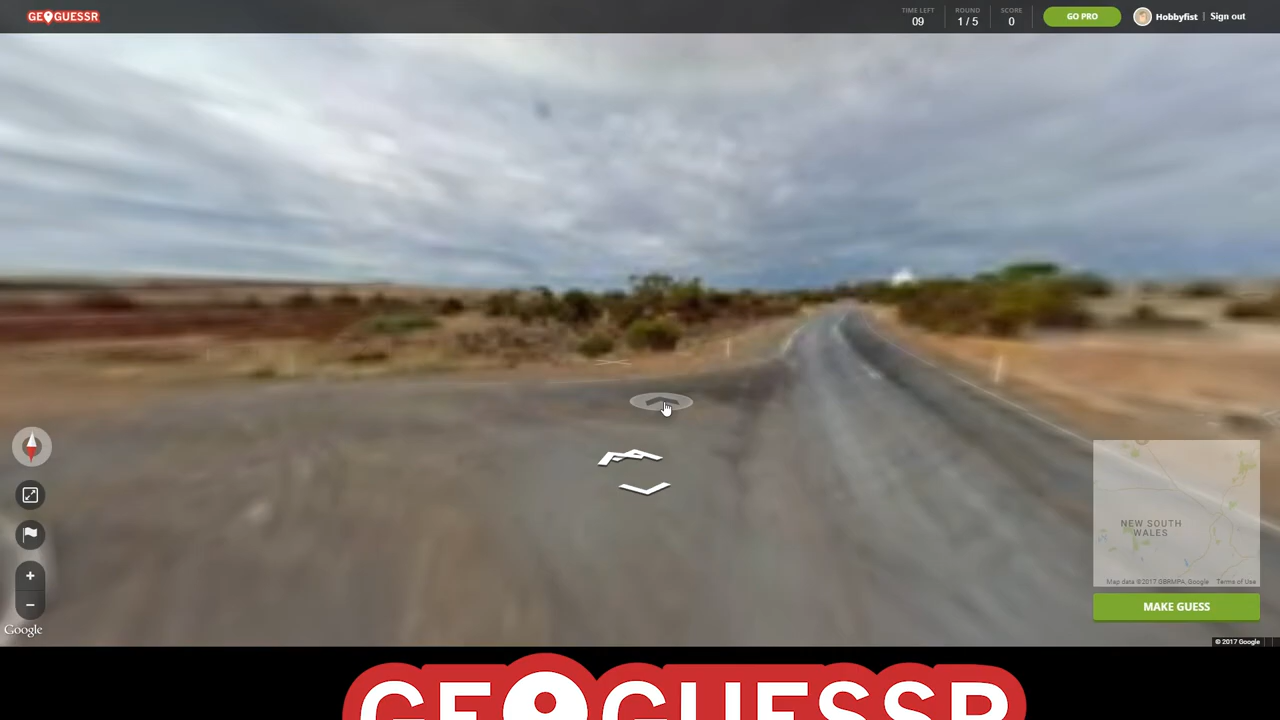 GEOGUESSR
TIME LEFT
09
ROUND
1 / 5
SCORE
0
GO PRO
Hobbyfist | Sign out
NEW SOUTH
WALES
Map data ©2017 GBRMPA, Google Terms of Use
MAKE GUESS
Google
© 2017 Google
GEOGUESSR